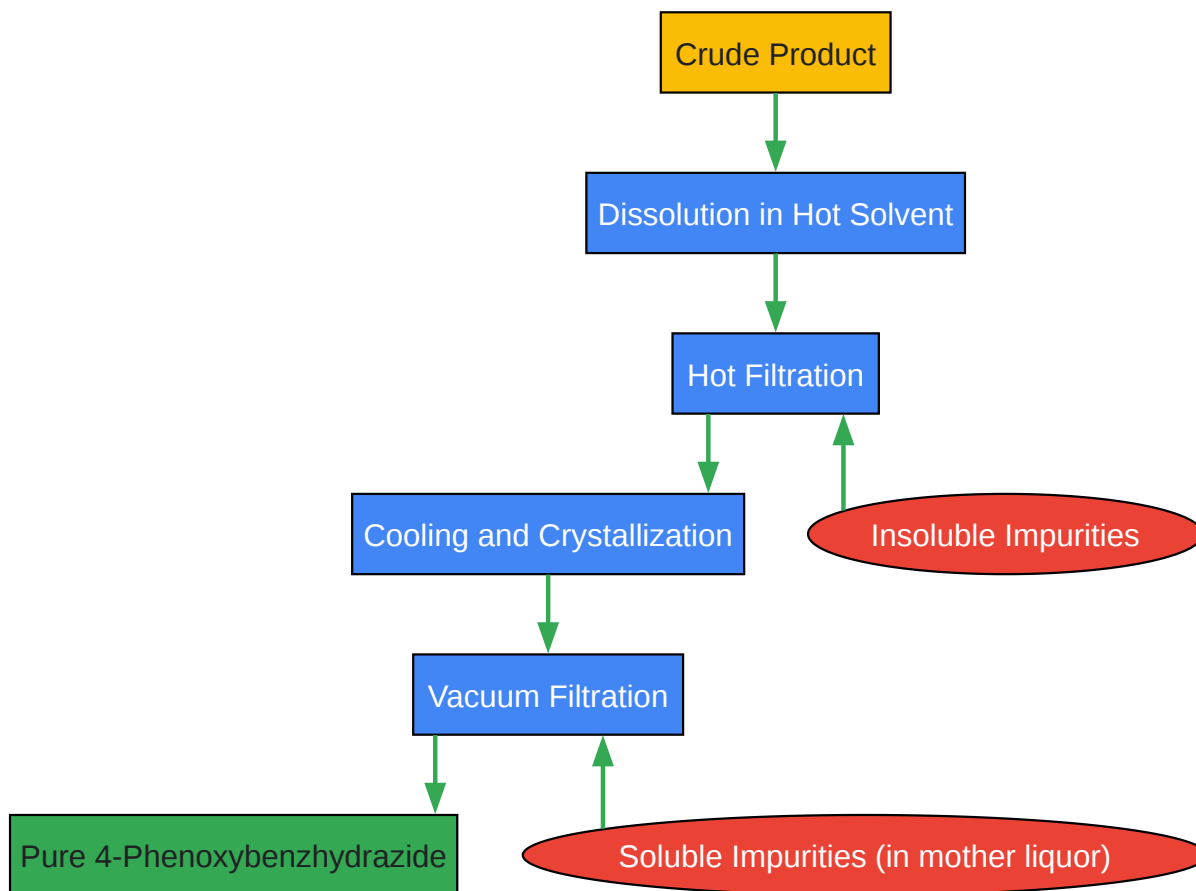 Crude Product
Dissolution in Hot Solvent
Hot Filtration
Cooling and Crystallization
Insoluble Impurities
Vacuum Filtration
Pure 4-Phenoxybenzhydrazide
Soluble Impurities (in mother liquor)